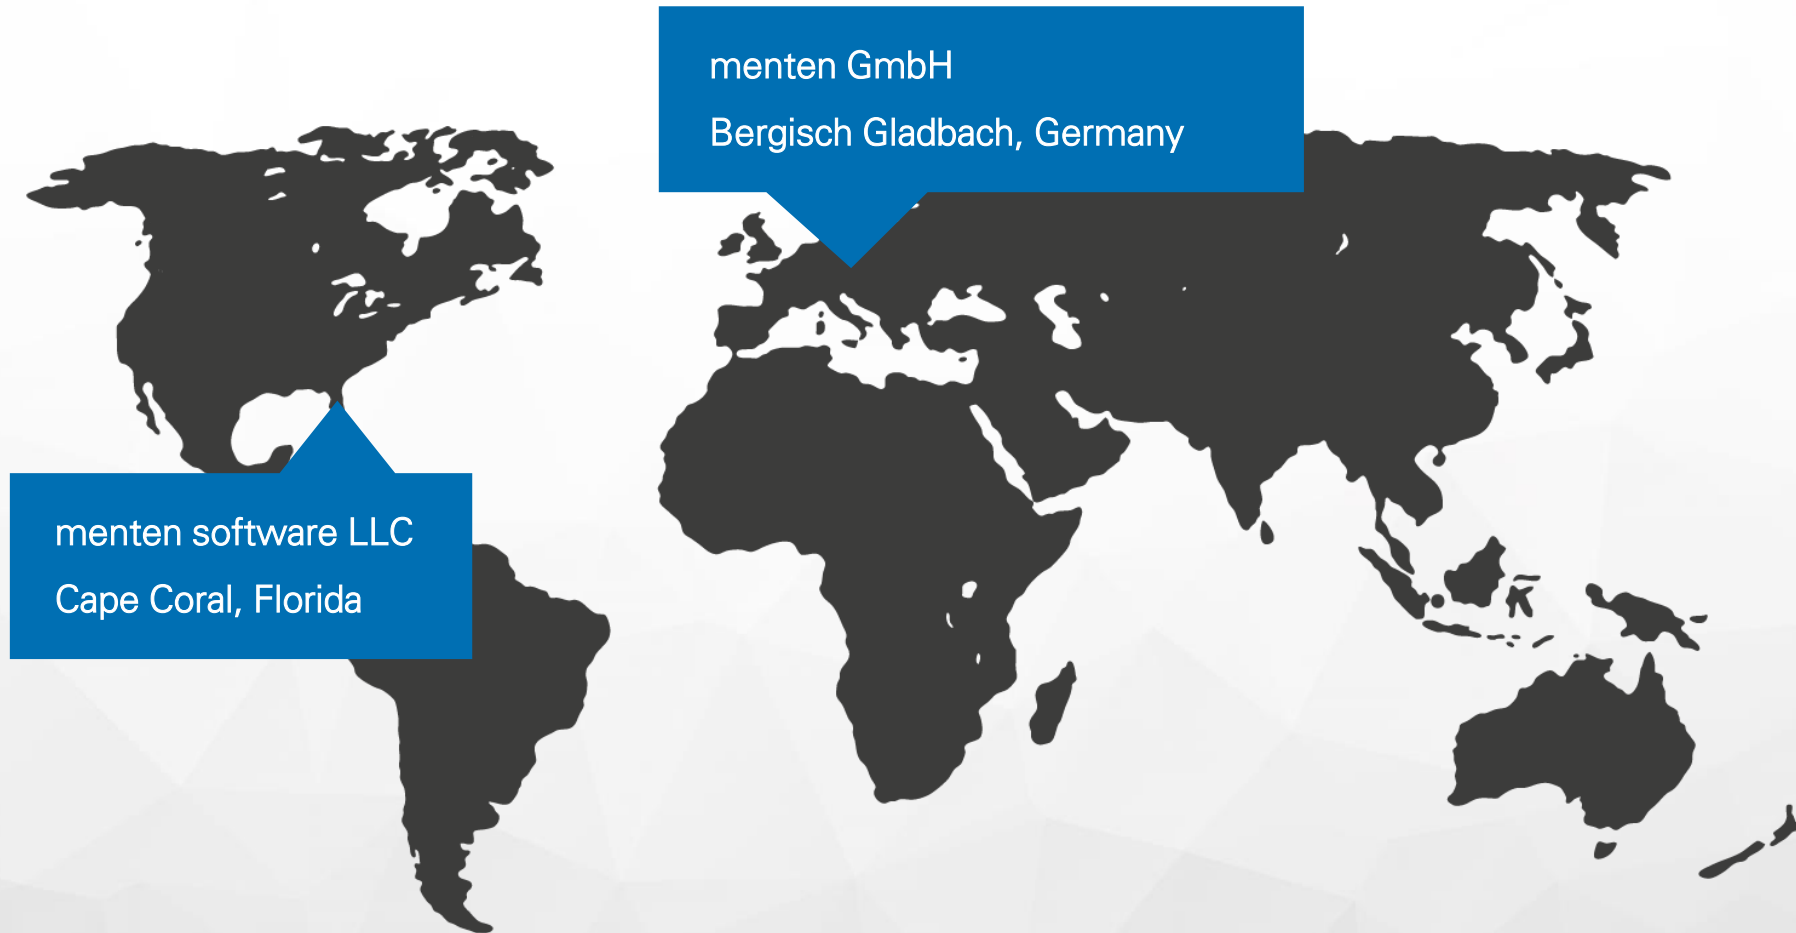 menten GmbH
Bergisch Gladbach, Germany
menten software LLC
Cape Coral, Florida